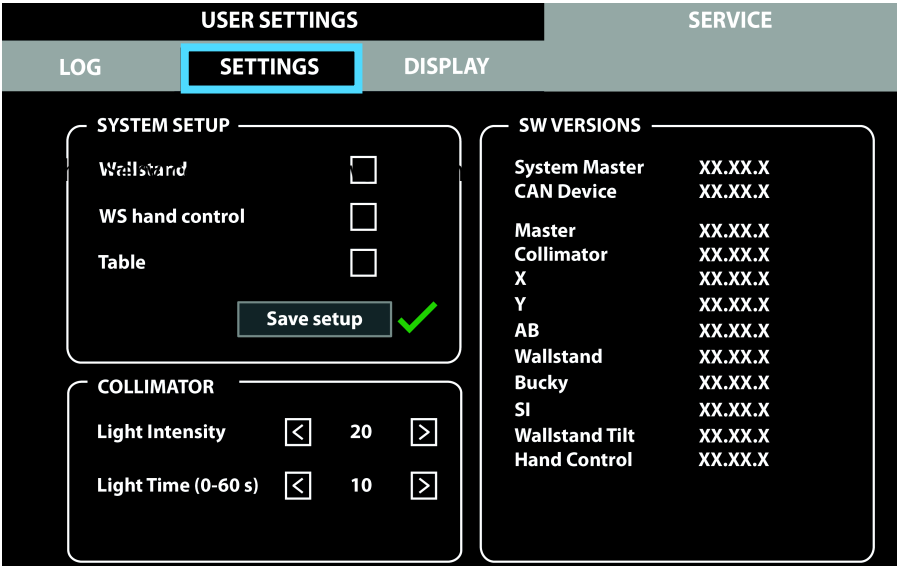 USER SETTINGS
SERVICE
LOG
SETTINGS
DISPLAY
SYSTEM SETUP
Wallstand
WS hand control
Table
Save setup
COLLIMATOR
Light Intensity < 20 >
Light Time (0-60 s) < 10 >
SW VERSIONS
System Master XX.XX.X
CAN Device XX.XX.X
Master XX.XX.X
Collimator XX.XX.X
X XX.XX.X
Y XX.XX.X
AB XX.XX.X
Wallstand XX.XX.X
Bucky XX.XX.X
SI XX.XX.X
Wallstand Tilt XX.XX.X
Hand Control XX.XX.X